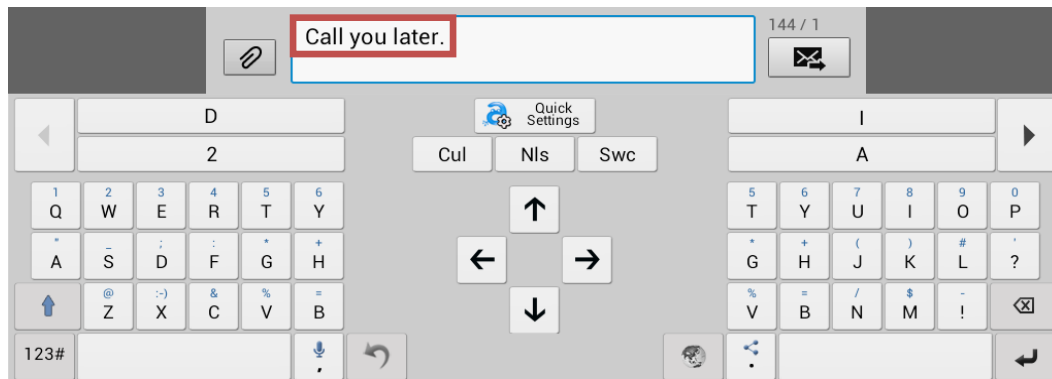 Call you later.
144 / 1
D
2
Quick
Settings
Cul Nls Swc
I
A
1 2 3 4 5 6
Q W E R T Y
5 6 7 8 9 0
T Y U I O P
" _ ; : * +
A S D F G H
* + ( ) # '
G H J K L ?
@ :-) & % =
Z X C V B
% = / $ -
V B N M !
123#
,
.